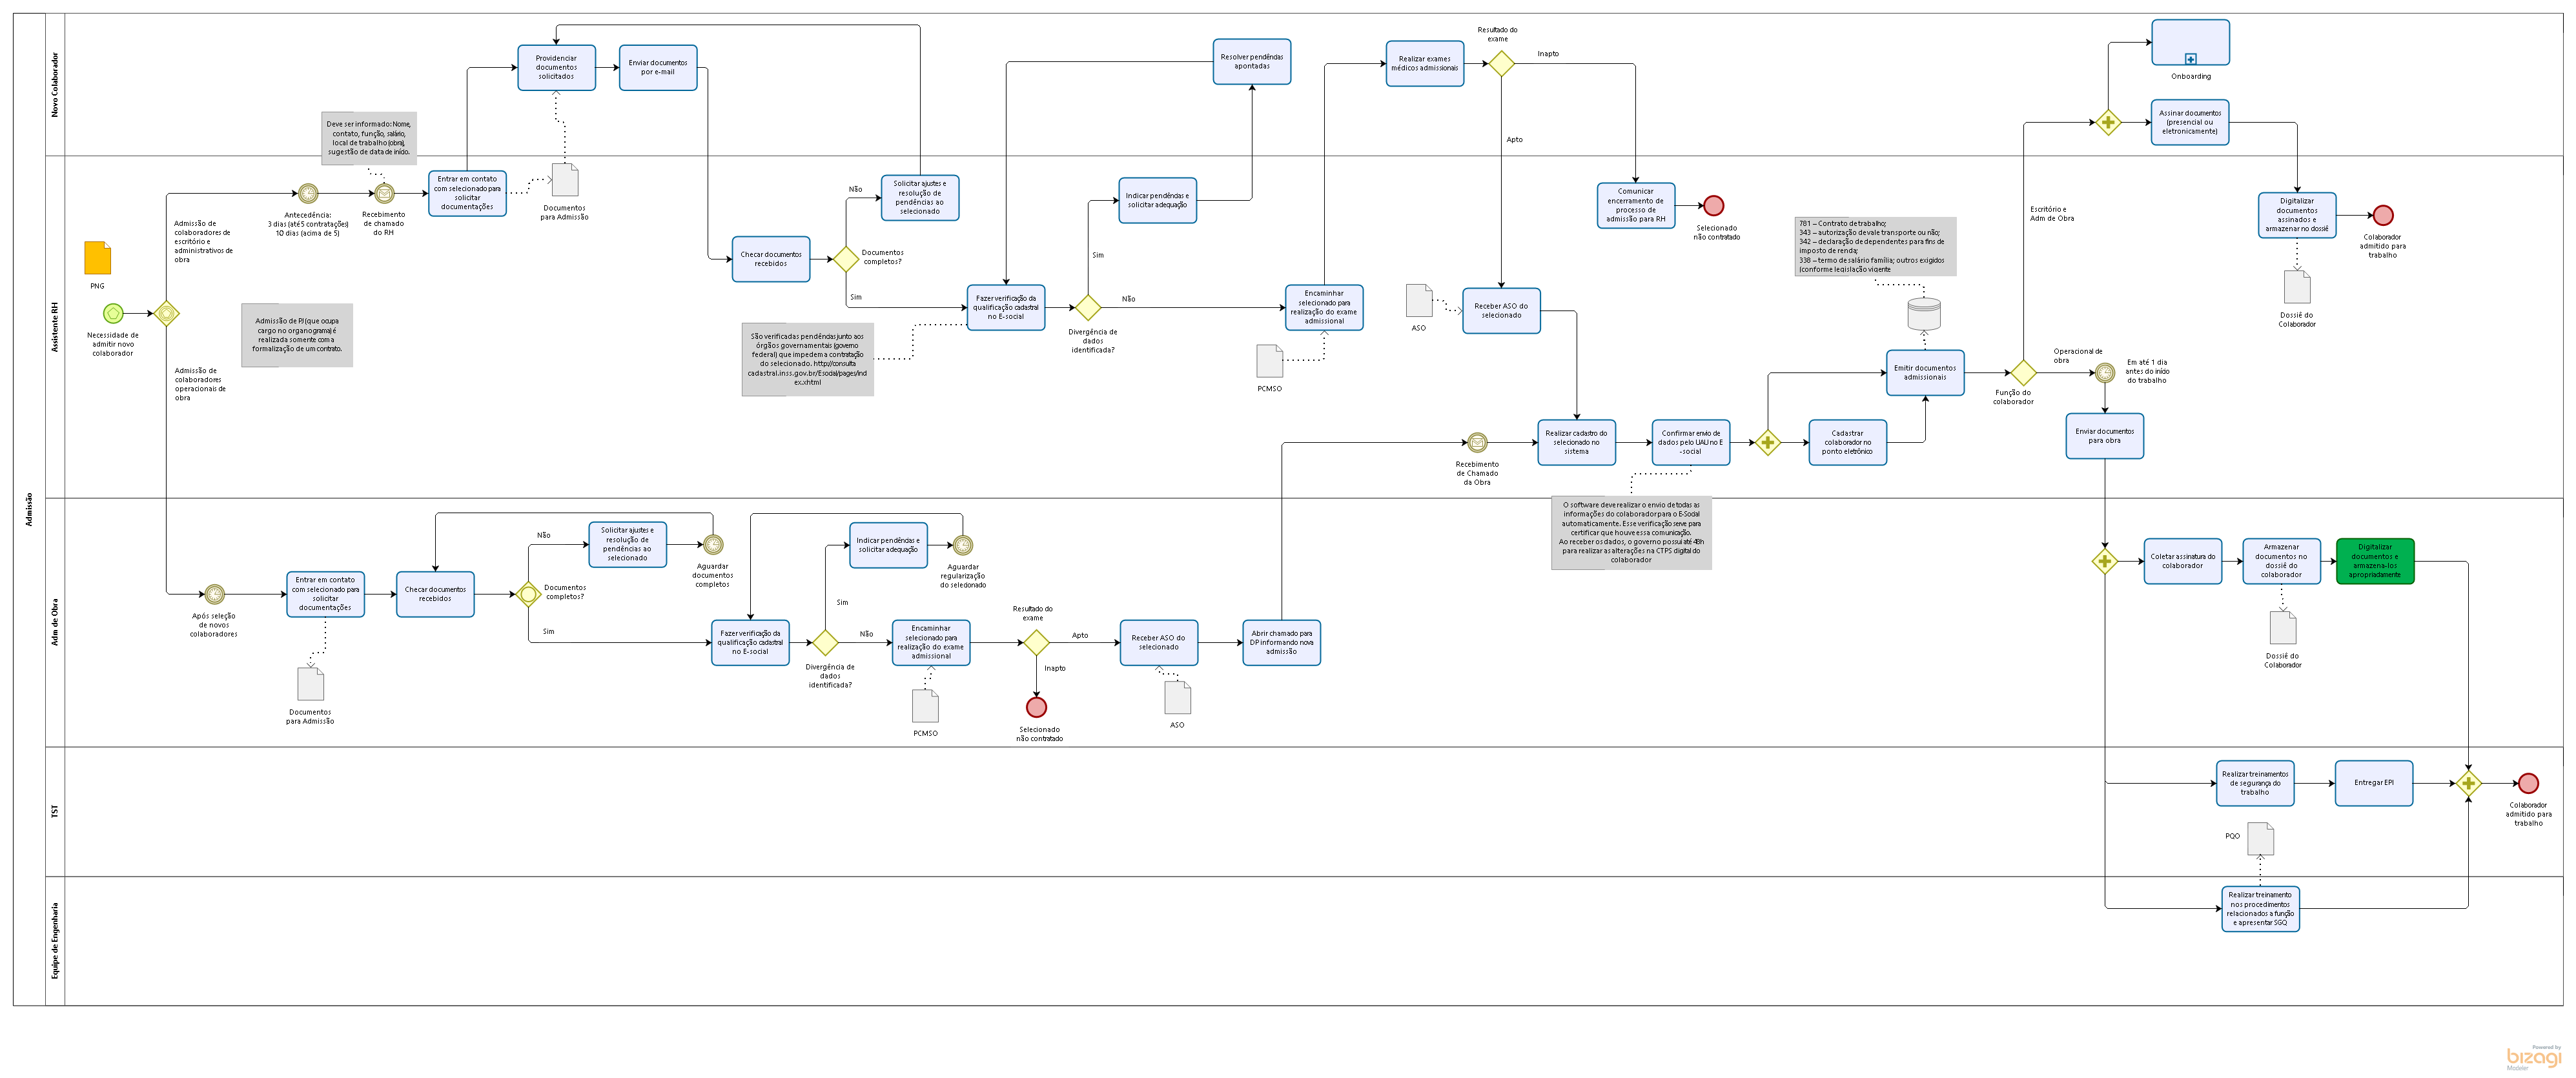 Admissão
Novo Colaborador
Assistente RH
Adm de Obra
TST
Equipe de Engenharia
Providenciar
documentos
solicitados
Enviar documentos
por e-mail
Resolver pendências
apontadas
Realizar exames
médicos admissionais
Resultado do
exame
Inapto
Apto
Onboarding
Assinar documentos
(presencial ou
eletronicamente)
Deve ser informado: Nome,
contato, função, salário,
local de trabalho (obra),
sugestão de data de início.
PNG
Necessidade de
admitir novo
colaborador
Admissão de
colaboradores de
escritório e
administrativos de
obra
Admissão de
colaboradores
operacionais de
obra
Admissão de PJ (que ocupa
cargo no organograma) é
realizada somente com a
formalização de um contrato.
Antecedência:
3 dias (até 5 contratações)
10 dias (acima de 5)
Recebimento
de chamado
do RH
Entrar em contato
com selecionado para
solicitar
documentações
Documentos
para Admissão
Checar documentos
recebidos
Documentos
completos?
Não
Sim
Solicitar ajustes e
resolução de
pendências ao
selecionado
São verificadas pendências junto aos
órgãos governamentais (governo
federal) que impedem a contratação
do selecionado. http://consulta
cadastral.inss.gov.br/Esocial/pages/ind
ex.xhtml
Fazer verificação da
qualificação cadastral
no E-social
Divergência de
dados
identificada?
Sim
Não
Indicar pendências e
solicitar adequação
Encaminhar
selecionado para
realização do exame
admissional
PCMSO
ASO
Receber ASO do
selecionado
Comunicar
encerramento de
processo de
admissão para RH
Selecionado
não contratado
Recebimento
de Chamado
da Obra
Realizar cadastro do
selecionado no
sistema
Confirmar envio de
dados pelo UAU no E
-social
Cadastrar
colaborador no
ponto eletrônico
781 – Contrato de trabalho;
343 – autorização de vale transporte ou não;
342 – declaração de dependentes para fins de
imposto de renda;
338 – termo de salário família; outros exigidos
(conforme legislação vigente
Emitir documentos
admissionais
Função do
colaborador
Escritório e
Adm de Obra
Operacional de
obra
Em até 1 dia
antes do início
do trabalho
Enviar documentos
para obra
Digitalizar
documentos
assinados e
armazenar no dossiê
Colaborador
admitido para
trabalho
Dossiê do
Colaborador
O software deve realizar o envio de todas as
informações do colaborador para o E-Social
automaticamente. Esse verificação serve para
certificar que houve essa comunicação.
Ao receber os dados, o governo possui até 48h
para realizar as alterações na CTPS digital do
colaborador
Após seleção
de novos
colaboradores
Entrar em contato
com selecionado para
solicitar
documentações
Documentos
para Admissão
Checar documentos
recebidos
Documentos
completos?
Não
Sim
Solicitar ajustes e
resolução de
pendências ao
selecionado
Aguardar
documentos
completos
Fazer verificação da
qualificação cadastral
no E-social
Divergência de
dados
identificada?
Sim
Não
Indicar pendências e
solicitar adequação
Aguardar
regularização
do selecionado
Encaminhar
selecionado para
realização do exame
admissional
PCMSO
Resultado do
exame
Apto
Inapto
Selecionado
não contratado
Receber ASO do
selecionado
ASO
Abrir chamado para
DP informando nova
admissão
Coletar assinatura do
colaborador
Armazenar
documentos no
dossiê do
colaborador
Digitalizar
documentos e
armazena-los
apropriadamente
Dossiê do
Colaborador
Realizar treinamentos
de segurança do
trabalho
Entregar EPI
Colaborador
admitido para
trabalho
PQO
Realizar treinamento
nos procedimentos
relacionados a função
e apresentar SGQ
Powered by
bizagi
Modeler